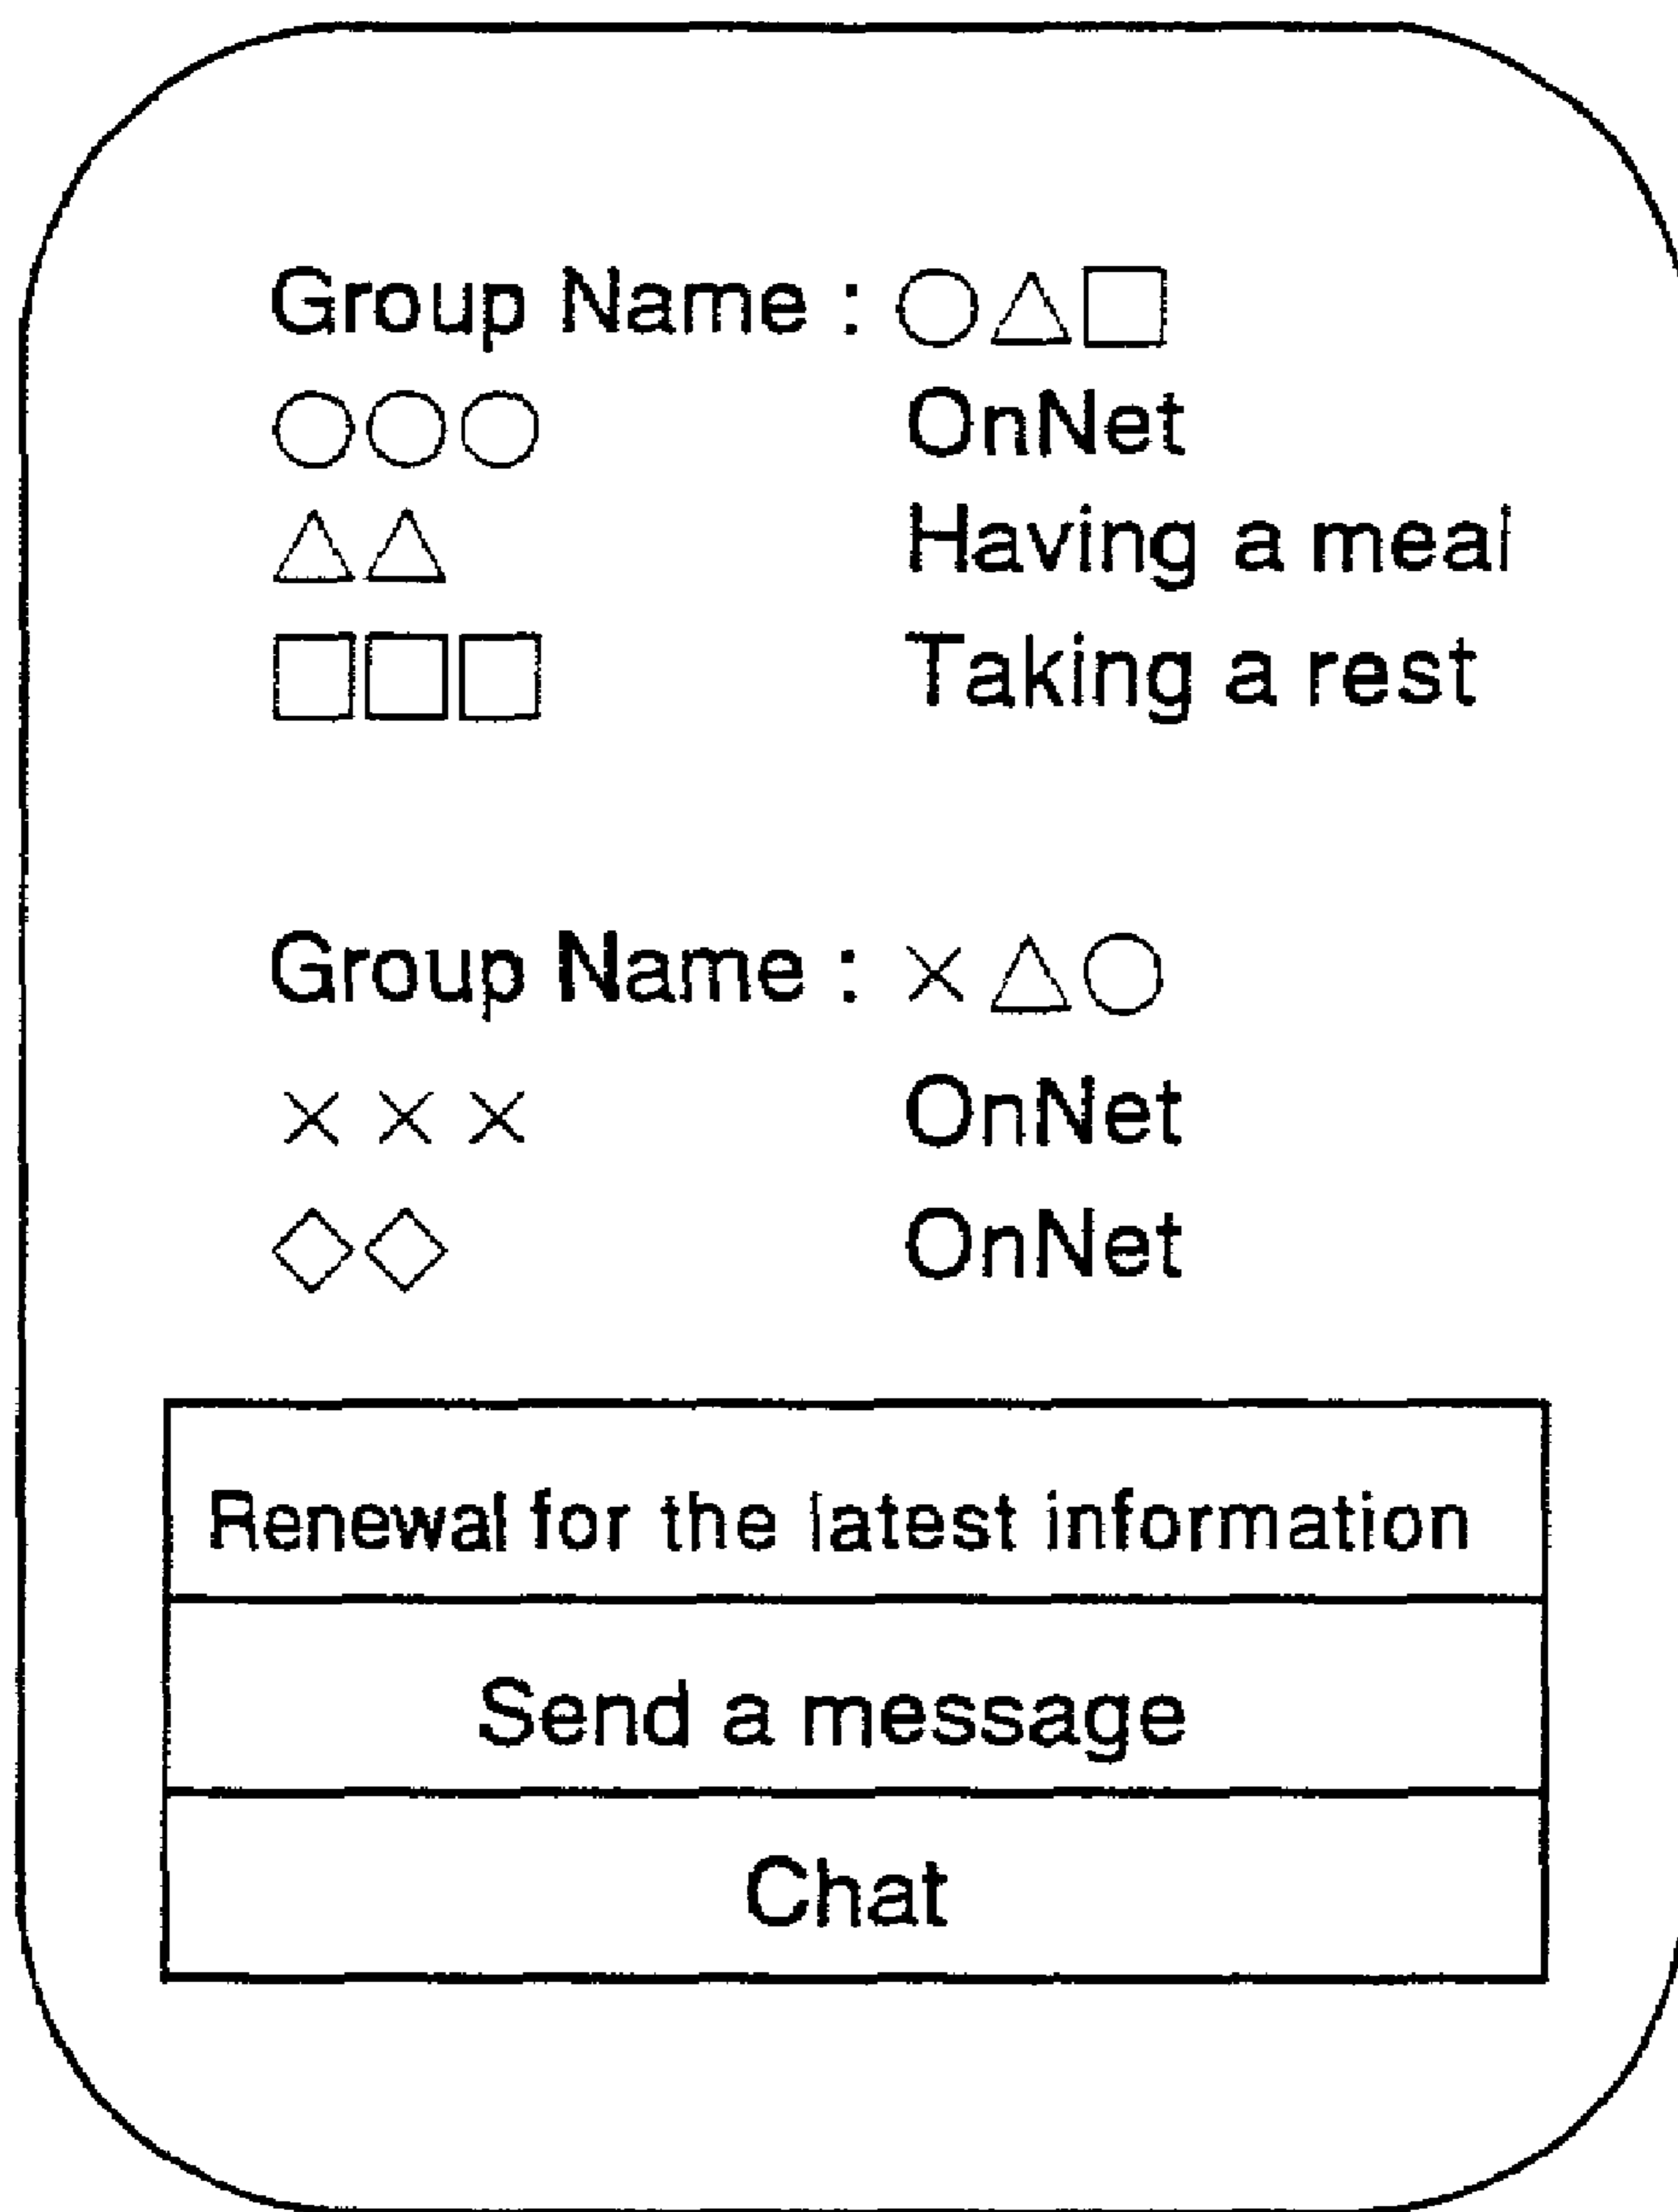 Group Name : ○△□
○○○ OnNet
△△ Having a meal
□□□ Taking a rest
Group Name : ×△○
××× OnNet
◇◇ OnNet
Renewal for the latest information
Send a message
Chat